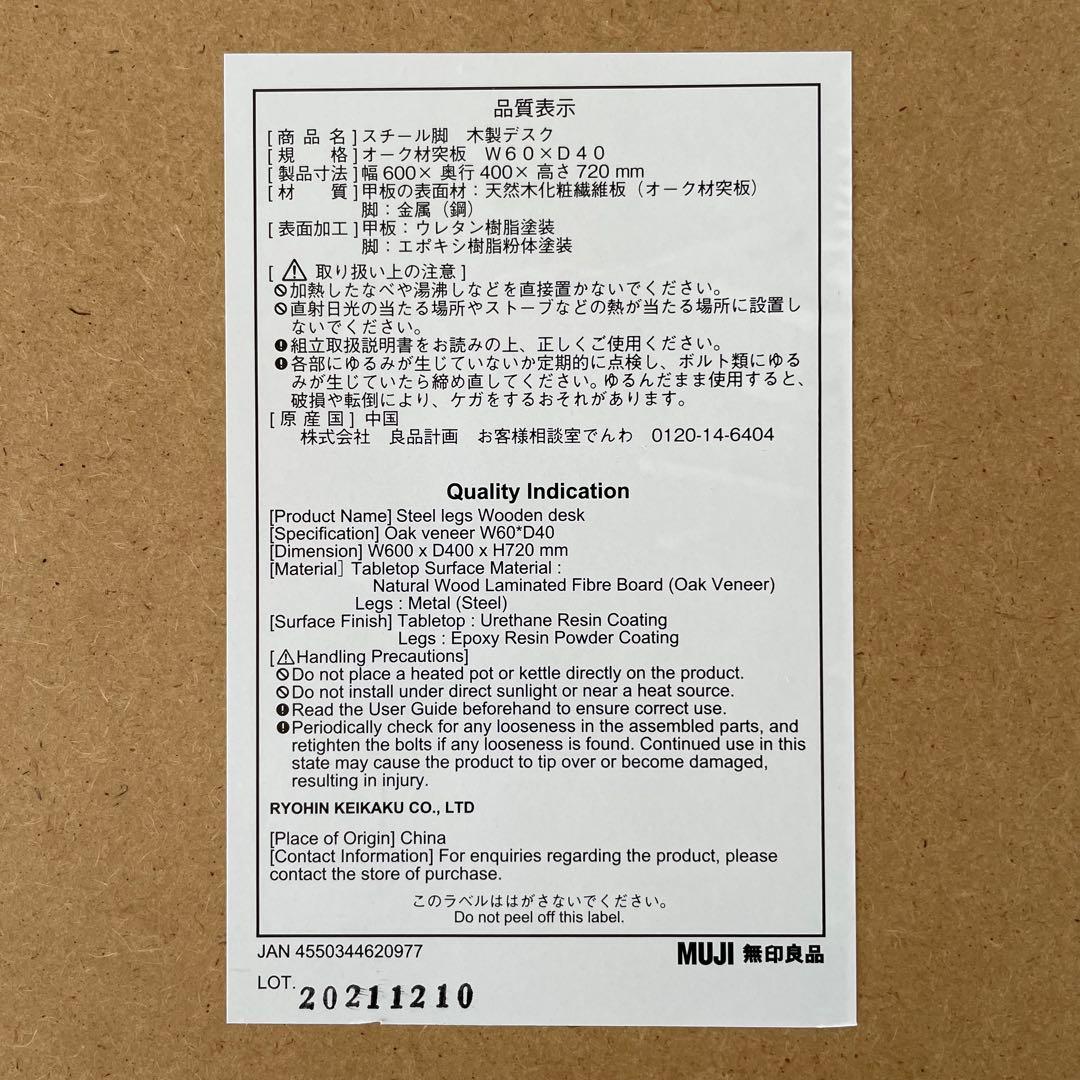 品質表示
[商品名]スチール脚　木製デスク
[規　　格]オーク材突板　Ｗ６０×Ｄ４０
[製品寸法]幅 600× 奥行 400× 高さ 720 mm
[材　　質]甲板の表面材：天然木化粧繊維板（オーク材突板）
脚：金属（鋼）
[表面加工]甲板：ウレタン樹脂塗装
脚：エポキシ樹脂粉体塗装
[⚠取り扱い上の注意]
加熱したなべや湯沸しなどを直接置かないでください。
直射日光の当たる場所やストーブなどの熱が当たる場所に設置し
ないでください。
組立取扱説明書をお読みの上、正しくご使用ください。
各部にゆるみが生じていないか定期的に点検し、ボルト類にゆる
みが生じていたら締め直してください。ゆるんだまま使用すると、
破損や転倒により、ケガをするおそれがあります。
[原産国] 中国
株式会社　良品計画　お客様相談室でんわ　0120-14-6404
Quality Indication
[Product Name] Steel legs Wooden desk
[Specification] Oak veneer W60*D40
[Dimension] W600 x D400 x H720 mm
[Material] Tabletop Surface Material :
Natural Wood Laminated Fibre Board (Oak Veneer)
Legs : Metal (Steel)
[Surface Finish] Tabletop : Urethane Resin Coating
Legs : Epoxy Resin Powder Coating
[⚠Handling Precautions]
Do not place a heated pot or kettle directly on the product.
Do not install under direct sunlight or near a heat source.
Read the User Guide beforehand to ensure correct use.
Periodically check for any looseness in the assembled parts, and
retighten the bolts if any looseness is found. Continued use in this
state may cause the product to tip over or become damaged,
resulting in injury.
RYOHIN KEIKAKU CO., LTD
[Place of Origin] China
[Contact Information] For enquiries regarding the product, please
contact the store of purchase.
このラベルははがさないでください。
Do not peel off this label.
JAN 4550344620977
MUJI 無印良品
LOT. 20211210